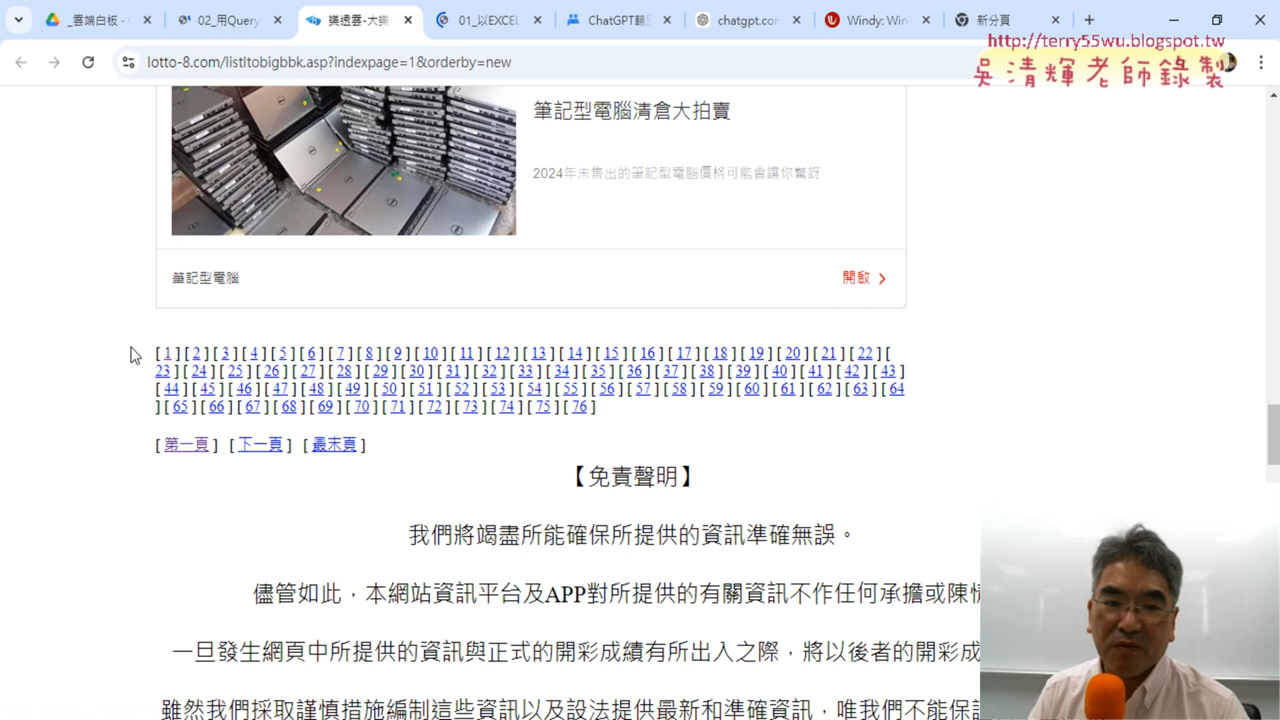 _雲端白板 -
02_用Query
樂透雲-大樂
01_以EXCEL
ChatGPT輔
chatgpt.con
Windy: Win
新分頁
http://terry55wu.blogspot.tw
lotto-8.com/listltobigbbk.asp?indexpage=1&orderby=new
吳清輝老師錄製
筆記型電腦清倉大拍賣
2024年未售出的筆記型電腦價格可能會讓你驚訝
筆記型電腦
開啟
[ 1 ] [ 2 ] [ 3 ] [ 4 ] [ 5 ] [ 6 ] [ 7 ] [ 8 ] [ 9 ] [ 10 ] [ 11 ] [ 12 ] [ 13 ] [ 14 ] [ 15 ] [ 16 ] [ 17 ] [ 18 ] [ 19 ] [ 20 ] [ 21 ] [ 22 ] [
23 ] [ 24 ] [ 25 ] [ 26 ] [ 27 ] [ 28 ] [ 29 ] [ 30 ] [ 31 ] [ 32 ] [ 33 ] [ 34 ] [ 35 ] [ 36 ] [ 37 ] [ 38 ] [ 39 ] [ 40 ] [ 41 ] [ 42 ] [ 43 ]
[ 44 ] [ 45 ] [ 46 ] [ 47 ] [ 48 ] [ 49 ] [ 50 ] [ 51 ] [ 52 ] [ 53 ] [ 54 ] [ 55 ] [ 56 ] [ 57 ] [ 58 ] [ 59 ] [ 60 ] [ 61 ] [ 62 ] [ 63 ] [ 64
] [ 65 ] [ 66 ] [ 67 ] [ 68 ] [ 69 ] [ 70 ] [ 71 ] [ 72 ] [ 73 ] [ 74 ] [ 75 ] [ 76 ]
[ 第一頁 ] [ 下一頁 ] [ 最末頁 ]
【免責聲明】
我們將竭盡所能確保所提供的資訊準確無誤。
儘管如此，本網站資訊平台及APP對所提供的有關資訊不作任何承擔或陳
一旦發生網頁中所提供的資訊與正式的開彩成績有所出入之際，將以後者的開彩成
雖然我們採取謹慎措施編制這些資訊以及設法提供最新和準確資訊，唯我們不能保